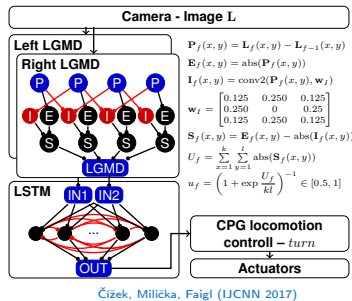 Camera - Image L
Left LGMD
Right LGMD
P P P P
I E I E I E
S S S
LGMD
LSTM
IN1 IN2
...
OUT
P_f(x, y) = L_f(x, y) − L_{f−1}(x, y)
E_f(x, y) = abs(P_f(x, y))
I_f(x, y) = conv2(P_f(x, y), w_I)
w_I = [0.125 0.250 0.125
0.250 0 0.25
0.125 0.250 0.125]
S_f(x, y) = E_f(x, y) − abs(I_f(x, y))
U_f = ∑_{x=1}^{k} ∑_{y=1}^{l} abs(S_f(x, y))
u_f = (1 + exp U_f/kl)^{−1} ∈ [0.5, 1]
CPG locomotion
controll – turn
Actuators
Čížek, Milička, Faigl (IJCNN 2017)